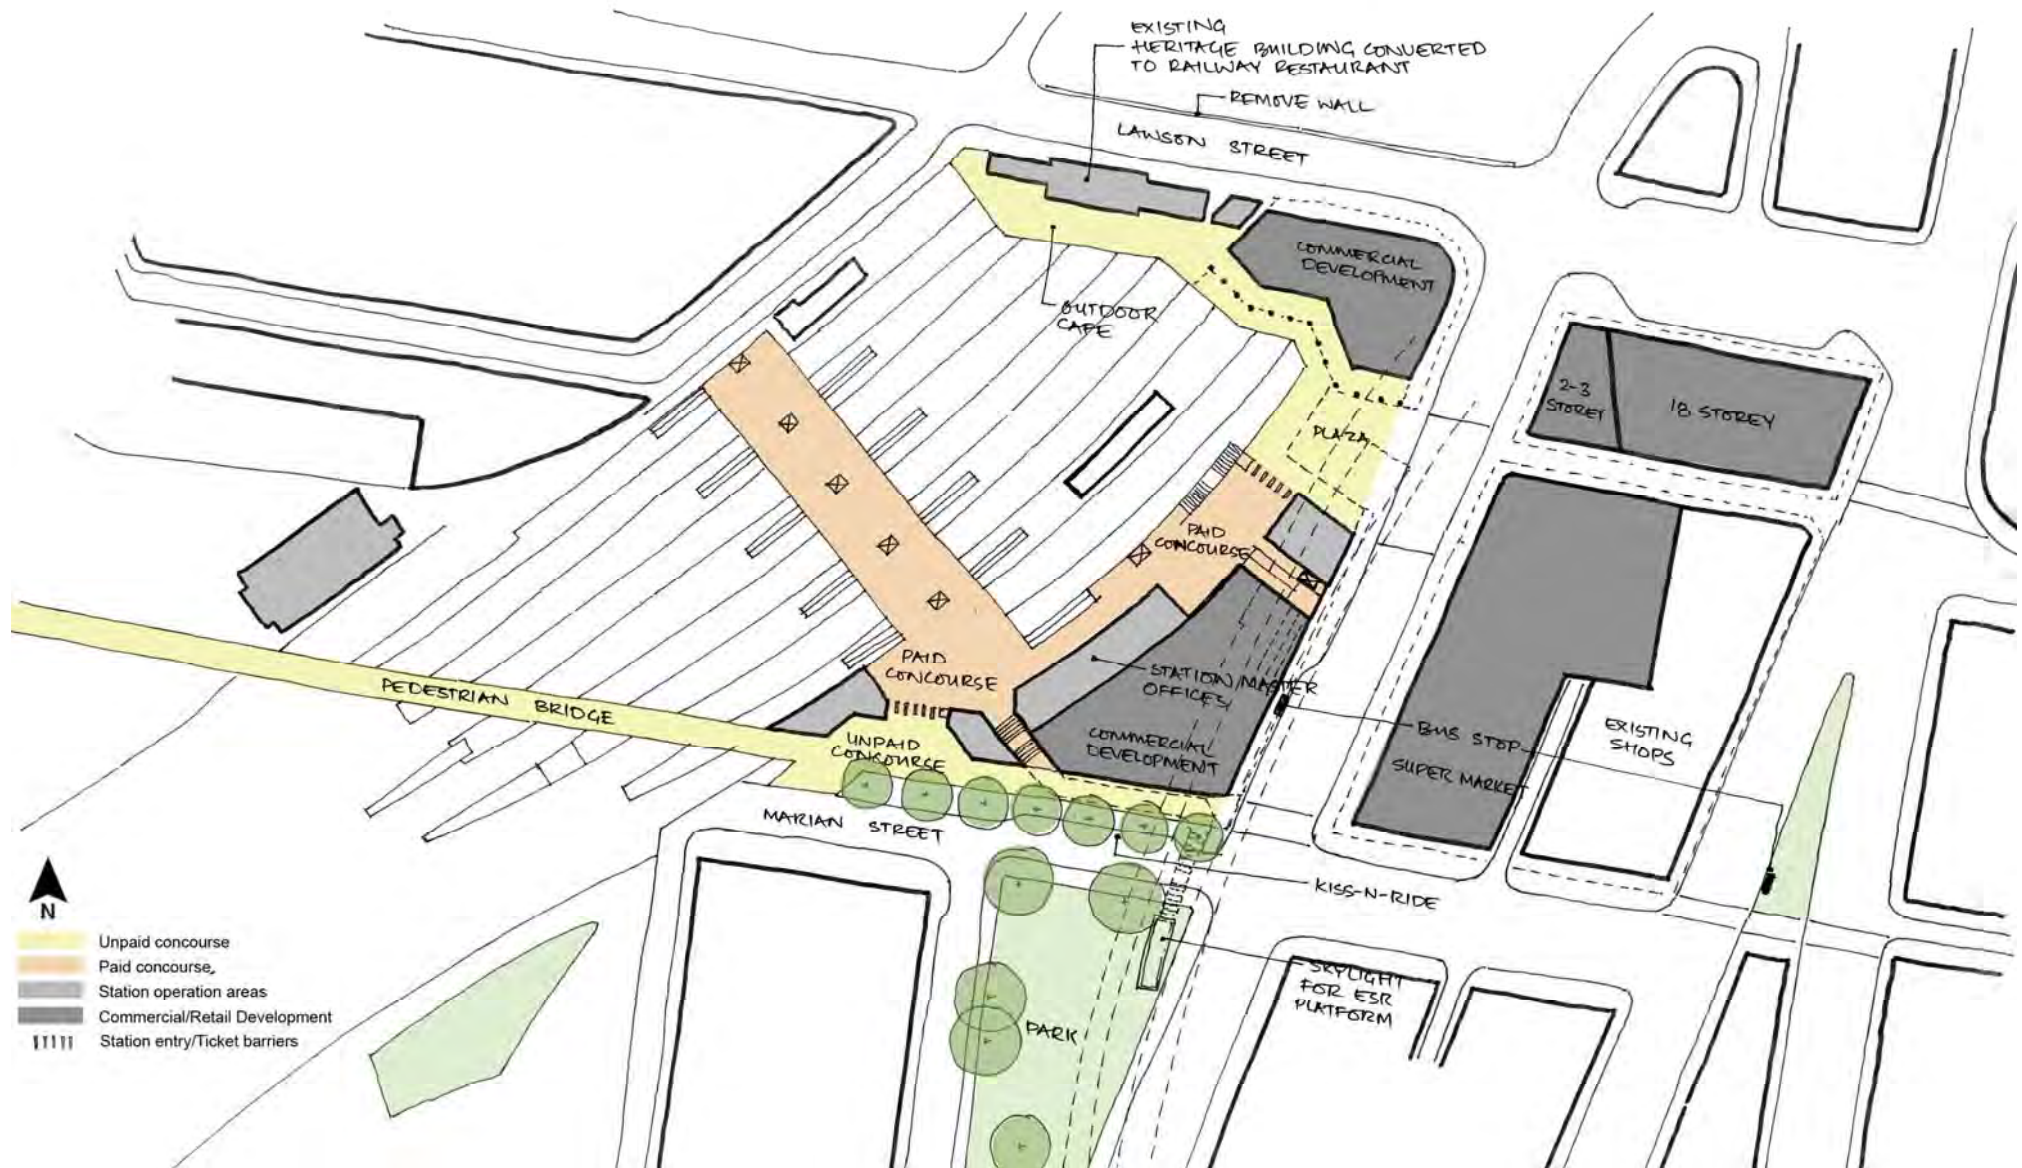 EXISTING
HERITAGE BUILDING CONVERTED
TO RAILWAY RESTAURANT
REMOVE WALL
LAWSON STREET
COMMERCIAL
DEVELOPMENT
OUTDOOR
CAFE
2-3
STOREY
18 STOREY
PLAZA
PAID
CONCOURSE
PAID
CONCOURSE
STATION/MASTER
OFFICES
PEDESTRIAN BRIDGE
UNPAID
CONCOURSE
COMMERCIAL
DEVELOPMENT
BUS STOP
SUPER MARKET
EXISTING
SHOPS
MARIAN STREET
KISS-N-RIDE
SKYLIGHT
FOR ESR
PLATFORM
PARK
N
Unpaid concourse
Paid concourse
Station operation areas
Commercial/Retail Development
Station entry/Ticket barriers